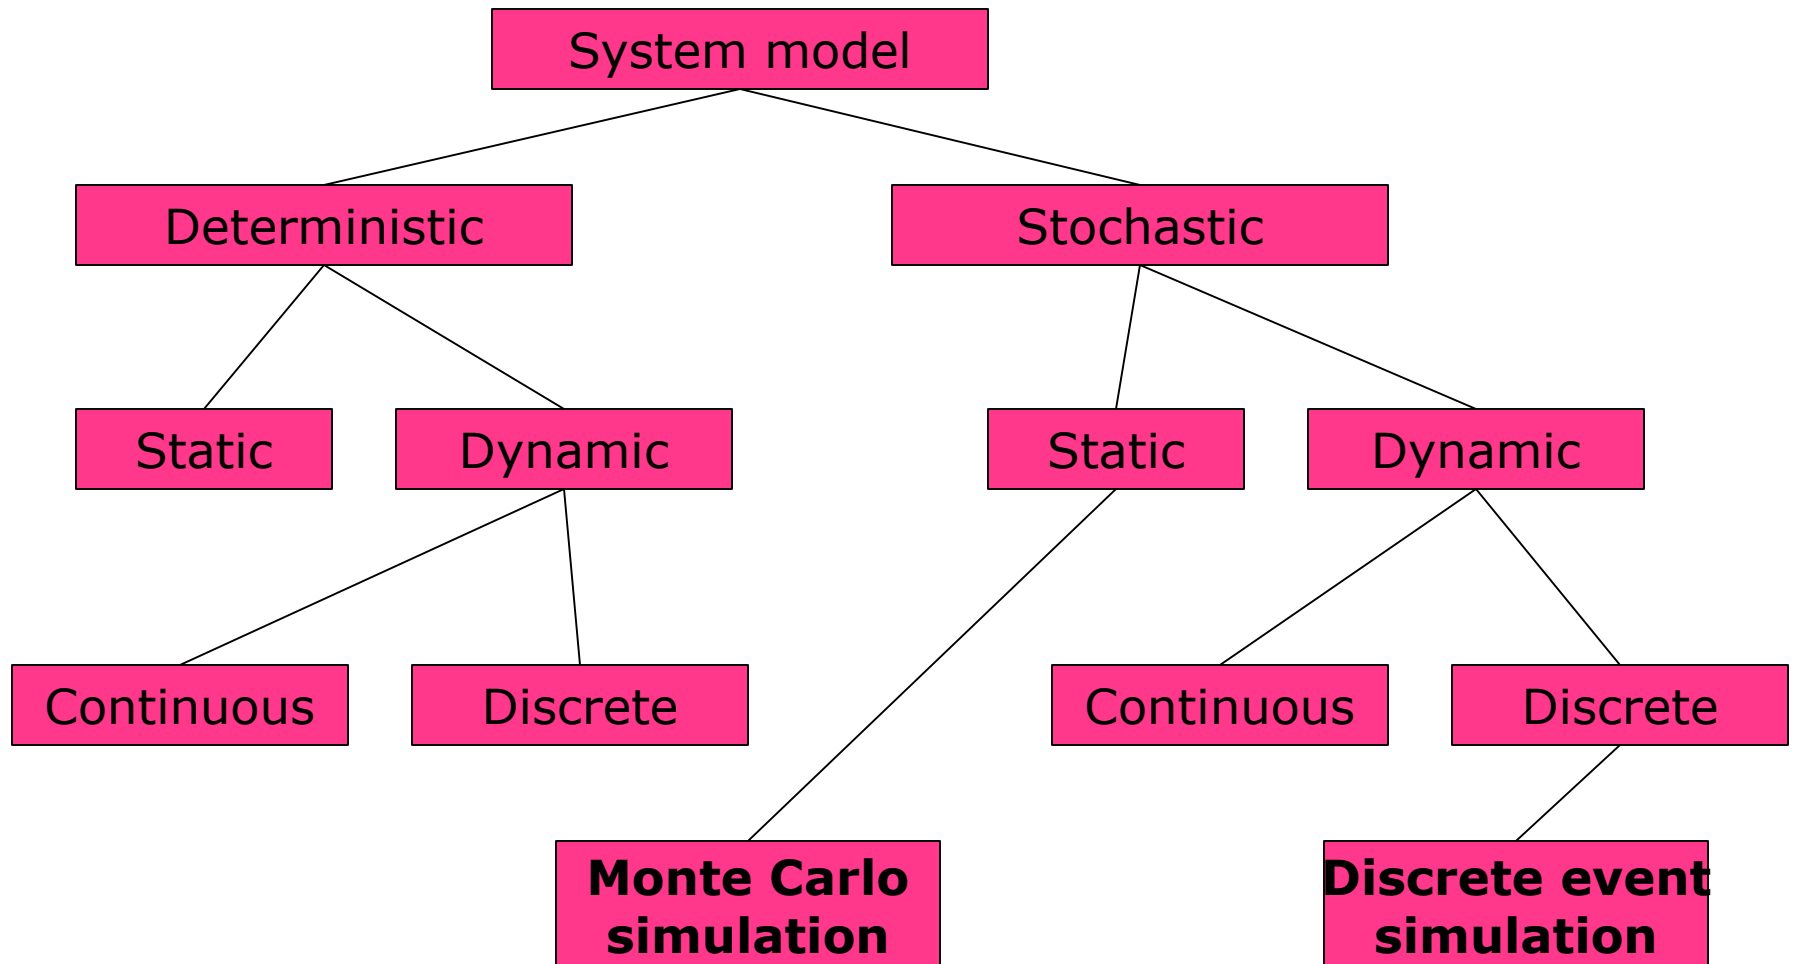 System model
Deterministic
Stochastic
Static
Dynamic
Static
Dynamic
Continuous
Discrete
Continuous
Discrete
Monte Carlo
simulation
Discrete event
simulation